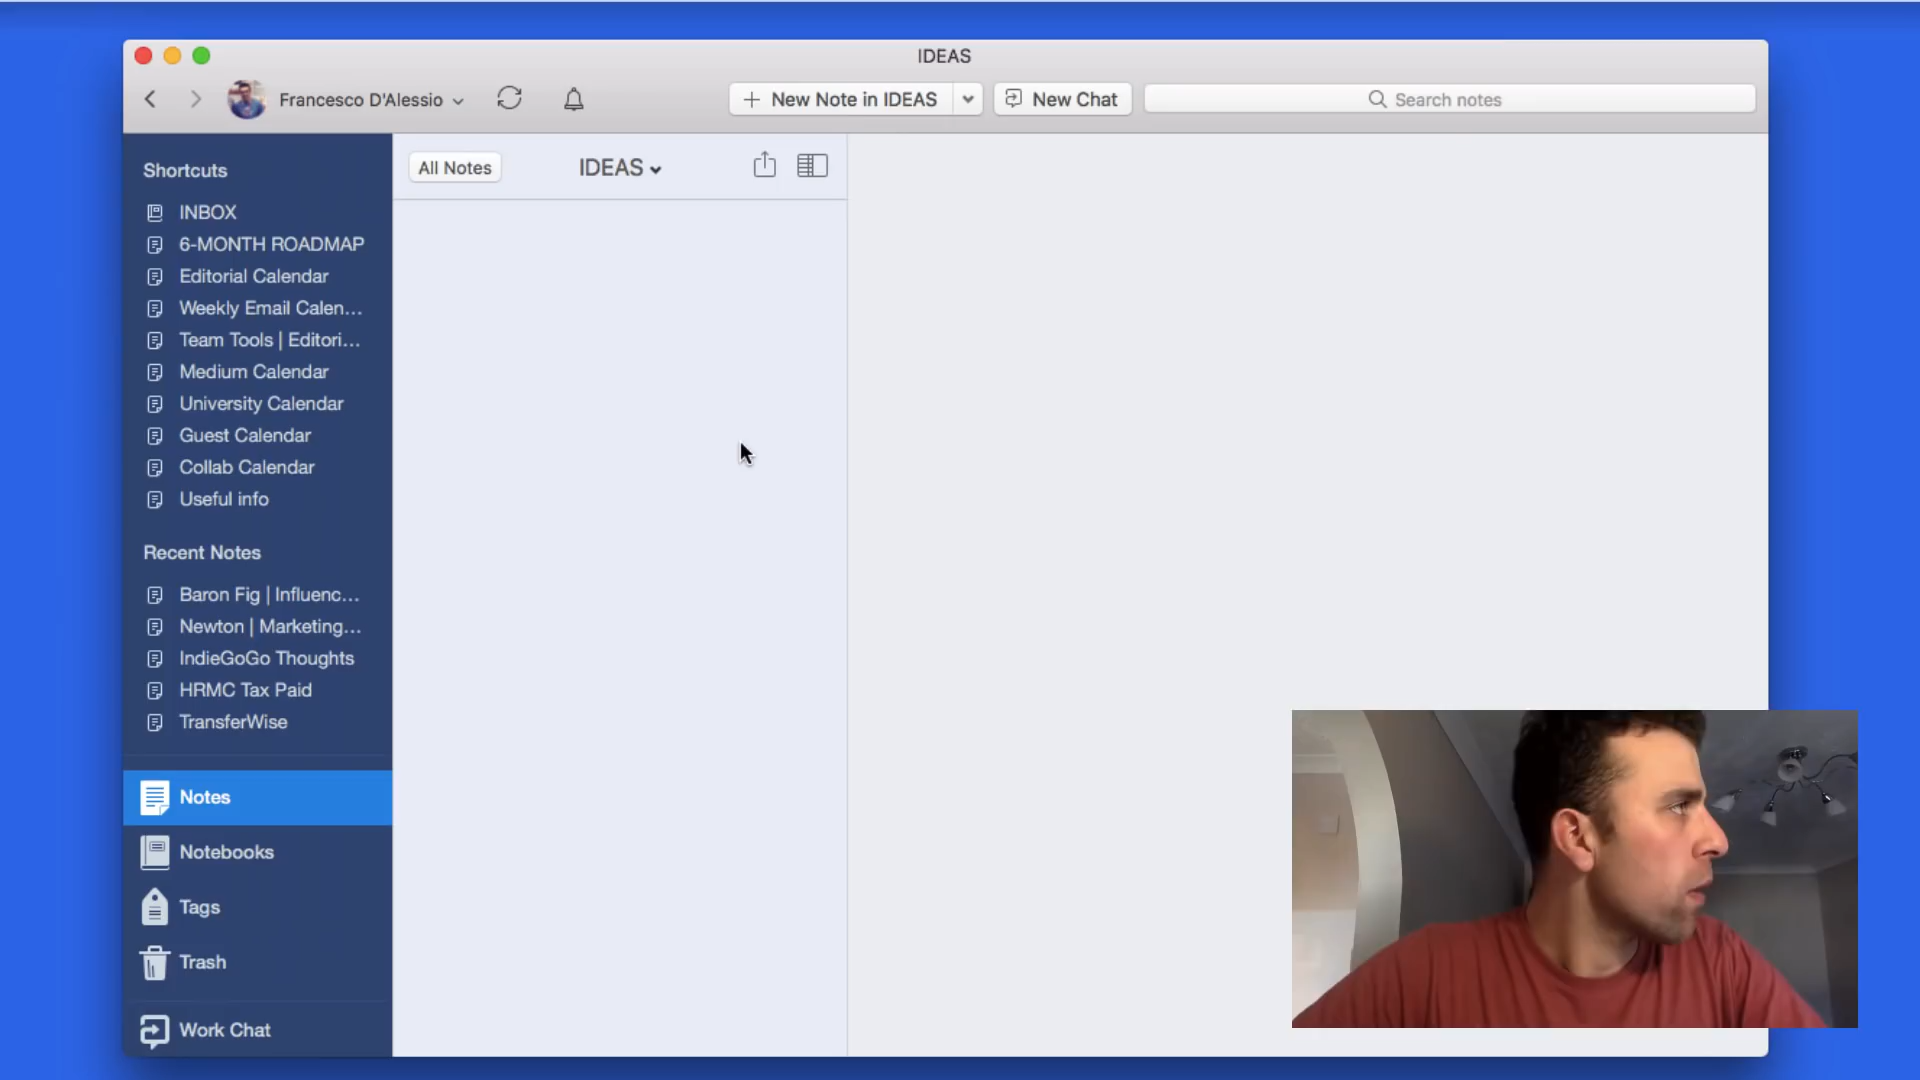 IDEAS
Francesco D'Alessio
New Note in IDEAS
New Chat
Search notes
Shortcuts
INBOX
6-MONTH ROADMAP
Editorial Calendar
Weekly Email Calen...
Team Tools | Editori...
Medium Calendar
University Calendar
Guest Calendar
Collab Calendar
Useful info
Recent Notes
Baron Fig | Influenc...
Newton | Marketing...
IndieGoGo Thoughts
HRMC Tax Paid
TransferWise
Notes
Notebooks
Tags
Trash
Work Chat
All Notes
IDEAS